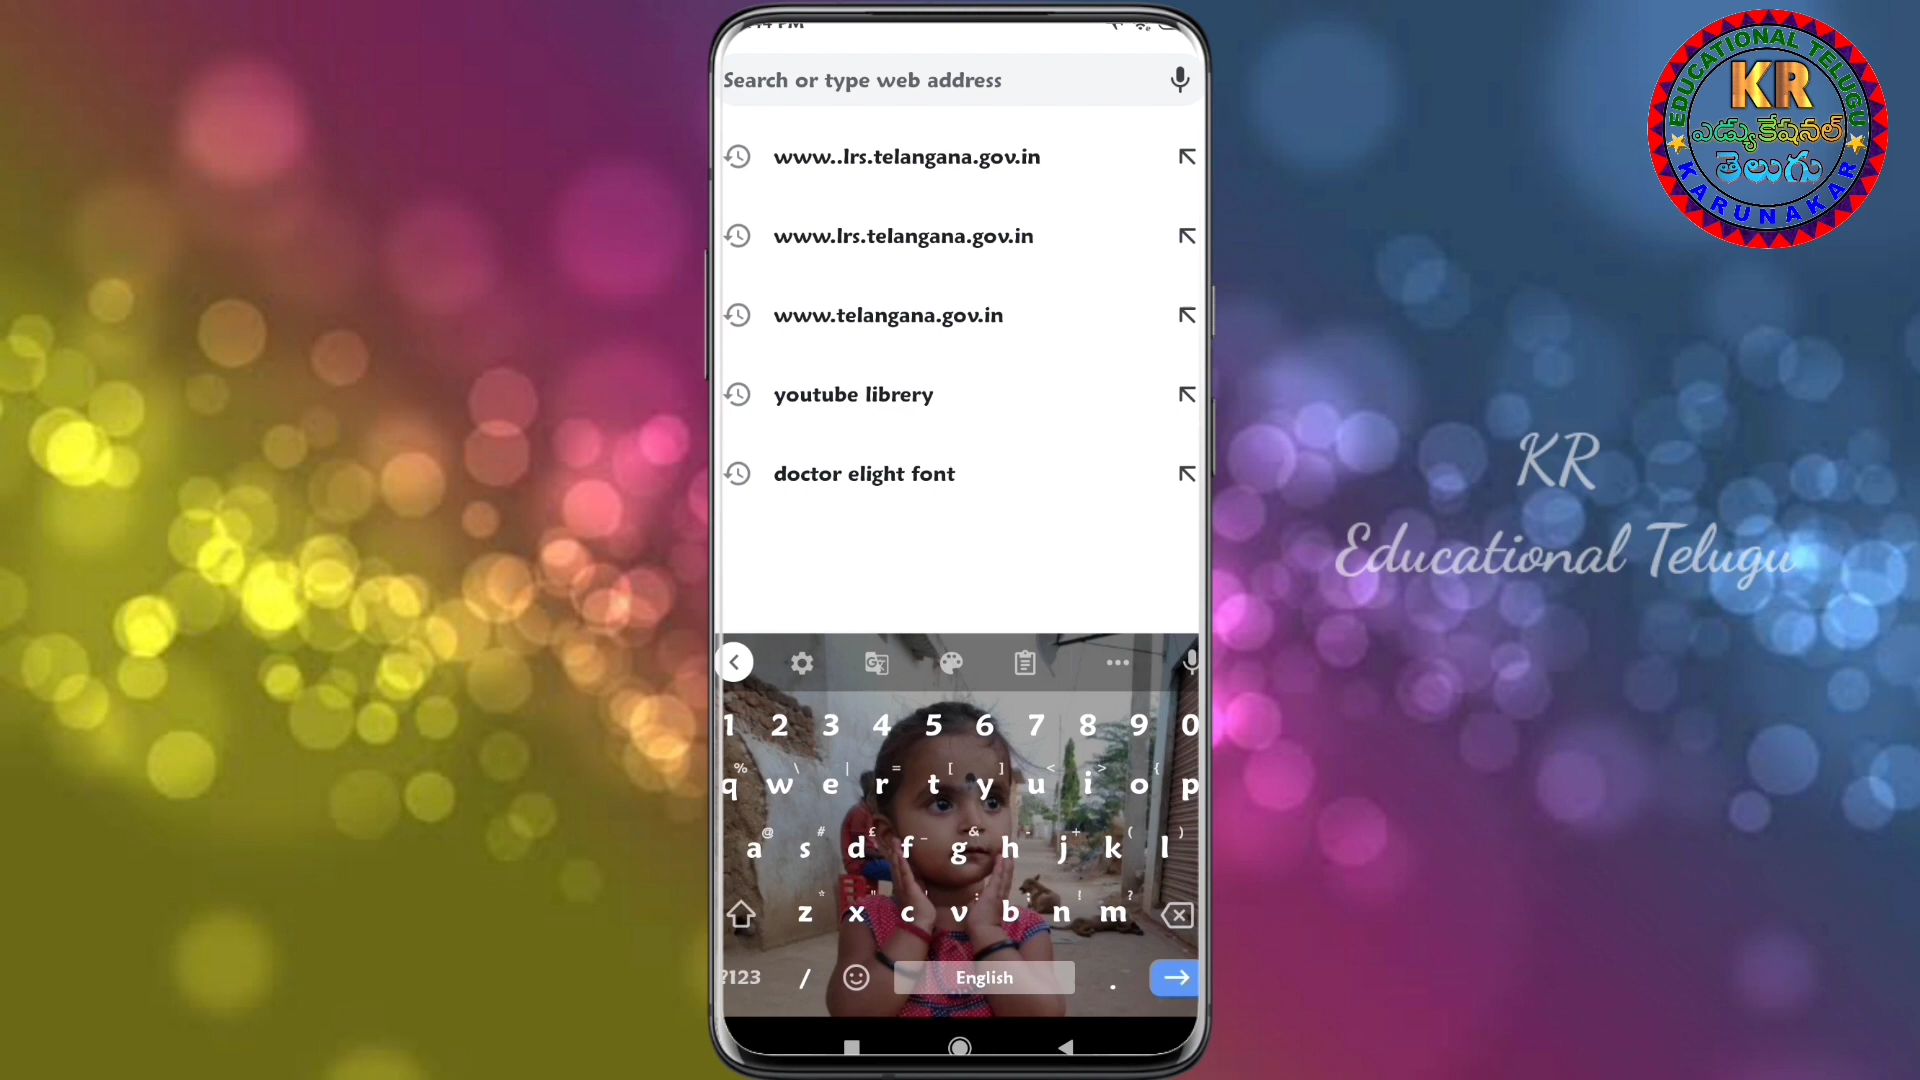 Search or type web address
www..lrs.telangana.gov.in
www.lrs.telangana.gov.in
www.telangana.gov.in
youtube librery
doctor elight font
1 2 3 4 5 6 7 8 9 0
% \ | = [ ] < > {
q w e r t y u i o p
@ # £ _ & - + ( )
a s d f g h j k l
* " ' : ; ! ?
z x c v b n m
?123 / English .
EDUCATIONAL TELUGU
KR
ఎడ్యుకేషనల్
తెలుగు
KARUNAKAR
KR
Educational Telugu